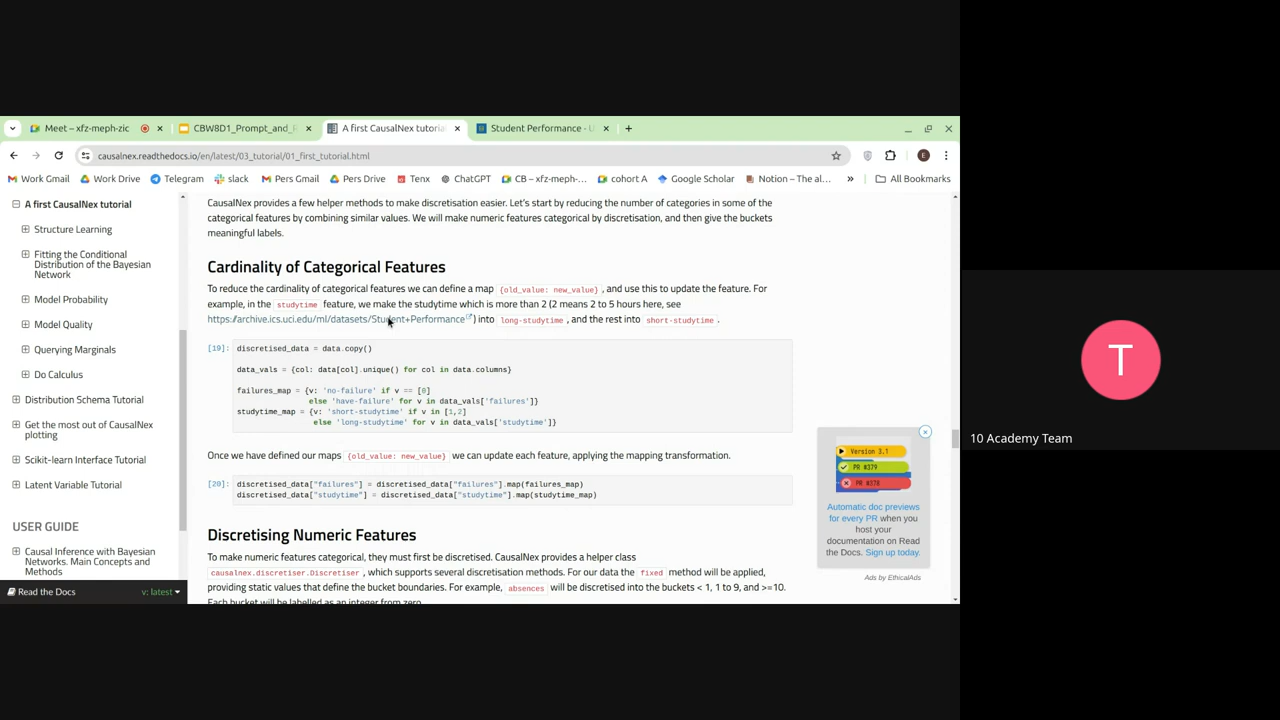 Meet – xfz-meph-zic
CBW8D1_Prompt_and_
A first CausalNex tutoria
Student Performance - U
causalnex.readthedocs.io/en/latest/03_tutorial/01_first_tutorial.html
E
Work Gmail
Work Drive
Telegram
slack
Pers Gmail
Pers Drive
Tenx
ChatGPT
CB – xfz-meph-...
cohort A
Google Scholar
Notion – The al...
All Bookmarks
A first CausalNex tutorial
Structure Learning
Fitting the Conditional
Distribution of the Bayesian
Network
Model Probability
Model Quality
Querying Marginals
Do Calculus
Distribution Schema Tutorial
Get the most out of CausalNex
plotting
Scikit-learn Interface Tutorial
Latent Variable Tutorial
USER GUIDE
Causal Inference with Bayesian
Networks. Main Concepts and
Methods
Read the Docs
v: latest
CausalNex provides a few helper methods to make discretisation easier. Let's start by reducing the number of categories in some of the
categorical features by combining similar values. We will make numeric features categorical by discretisation, and then give the buckets
meaningful labels.
Cardinality of Categorical Features
To reduce the cardinality of categorical features we can define a map {old_value: new_value} , and use this to update the feature. For
example, in the studytime feature, we make the studytime which is more than 2 (2 means 2 to 5 hours here, see
https://archive.ics.uci.edu/ml/datasets/Student+Performance ) into long-studytime , and the rest into short-studytime .
[19]: discretised_data = data.copy()
data_vals = {col: data[col].unique() for col in data.columns}
failures_map = {v: 'no-failure' if v == [0]
else 'have-failure' for v in data_vals['failures']}
studytime_map = {v: 'short-studytime' if v in [1,2]
else 'long-studytime' for v in data_vals['studytime']}
Once we have defined our maps {old_value: new_value} we can update each feature, applying the mapping transformation.
[20]: discretised_data["failures"] = discretised_data["failures"].map(failures_map)
discretised_data["studytime"] = discretised_data["studytime"].map(studytime_map)
Discretising Numeric Features
To make numeric features categorical, they must first be discretised. CausalNex provides a helper class
causalnex.discretiser.Discretiser , which supports several discretisation methods. For our data the fixed method will be applied,
providing static values that define the bucket boundaries. For example, absences will be discretised into the buckets < 1, 1 to 9, and >=10.
Each bucket will be labelled as an integer from zero.
Version 3.1
PR #379
PR #378
Automatic doc previews
for every PR when you
host your
documentation on Read
the Docs. Sign up today.
Ads by EthicalAds
T
10 Academy Team